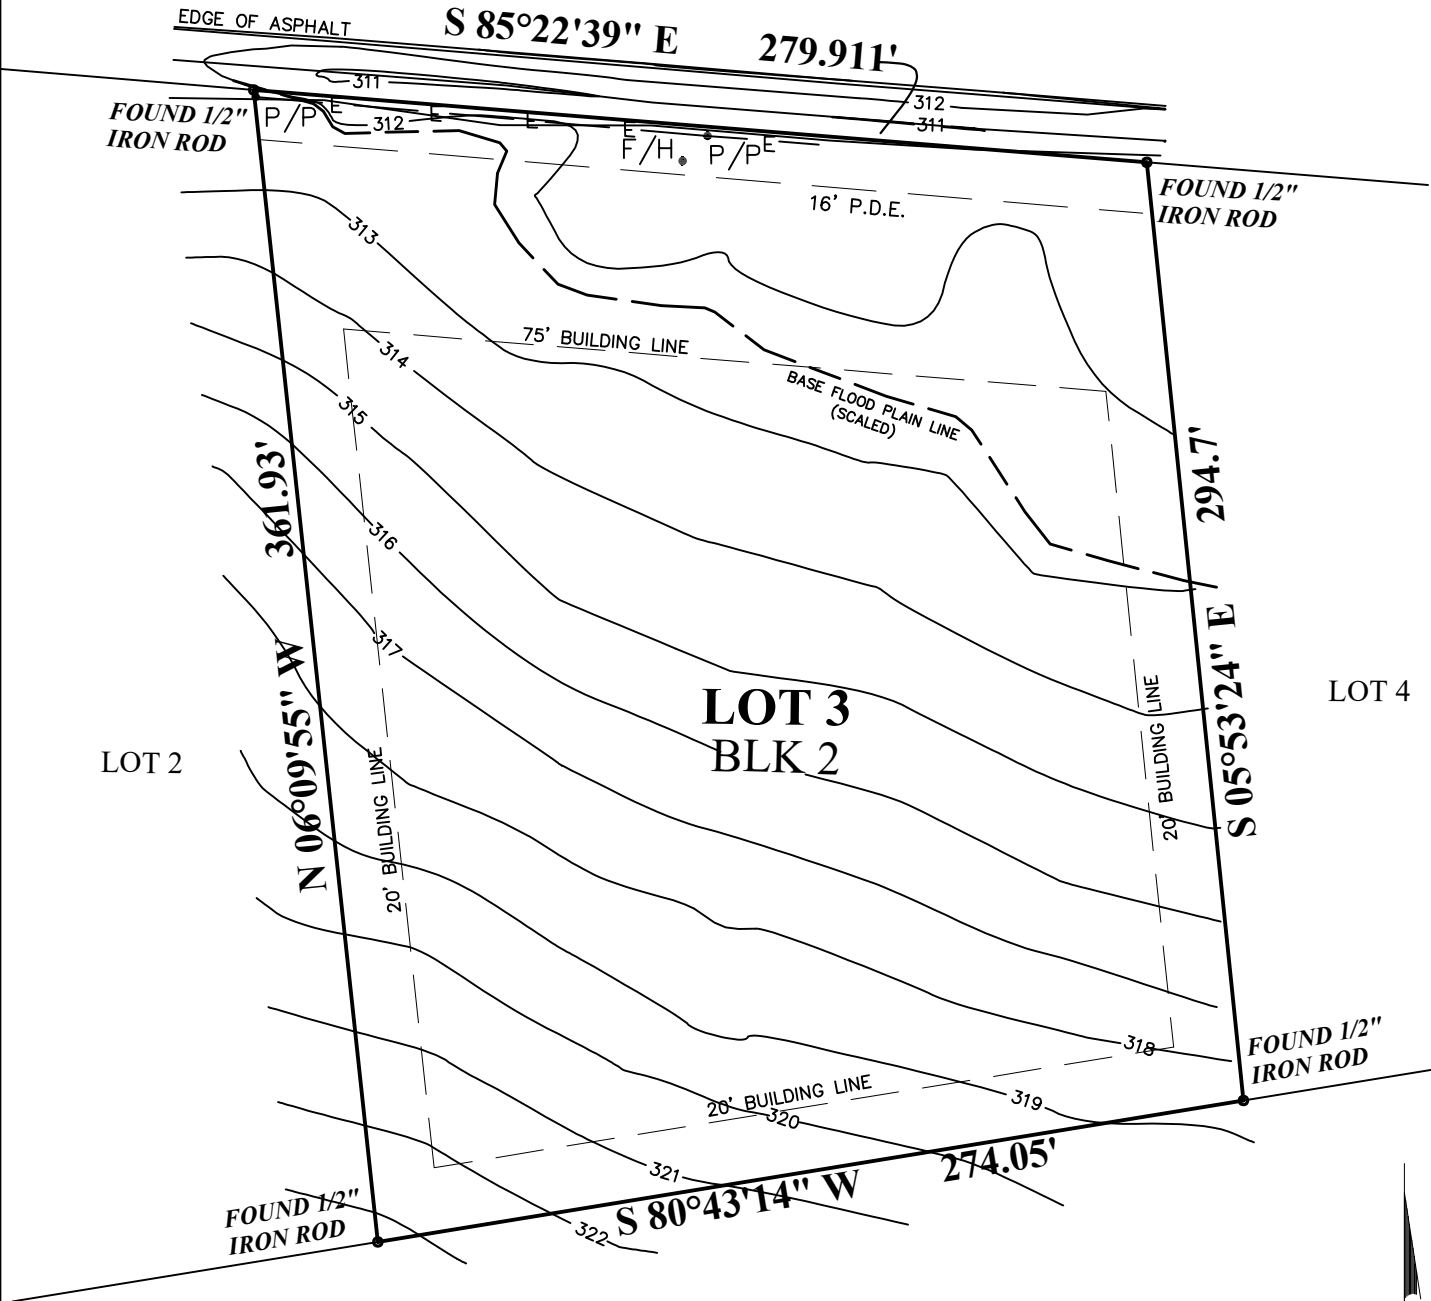 EDGE OF ASPHALT
S 85°22'39" E 279.911'
311
312
311
312
FOUND 1/2"
IRON ROD
P/P
E
E
E
E
E
F/H.
P/P
FOUND 1/2"
IRON ROD
16' P.D.E.
313
75' BUILDING LINE
314
BASE FLOOD PLAIN LINE
(SCALED)
315
361.93'
294.7'
316
317
N 06°09'55" W
S 05°53'24" E
LOT 3
BLK 2
LOT 4
LOT 2
20' BUILDING LINE
20' BUILDING LINE
318
FOUND 1/2"
IRON ROD
20' BUILDING LINE
319
320
321
322
274.05'
S 80°43'14" W
FOUND 1/2"
IRON ROD